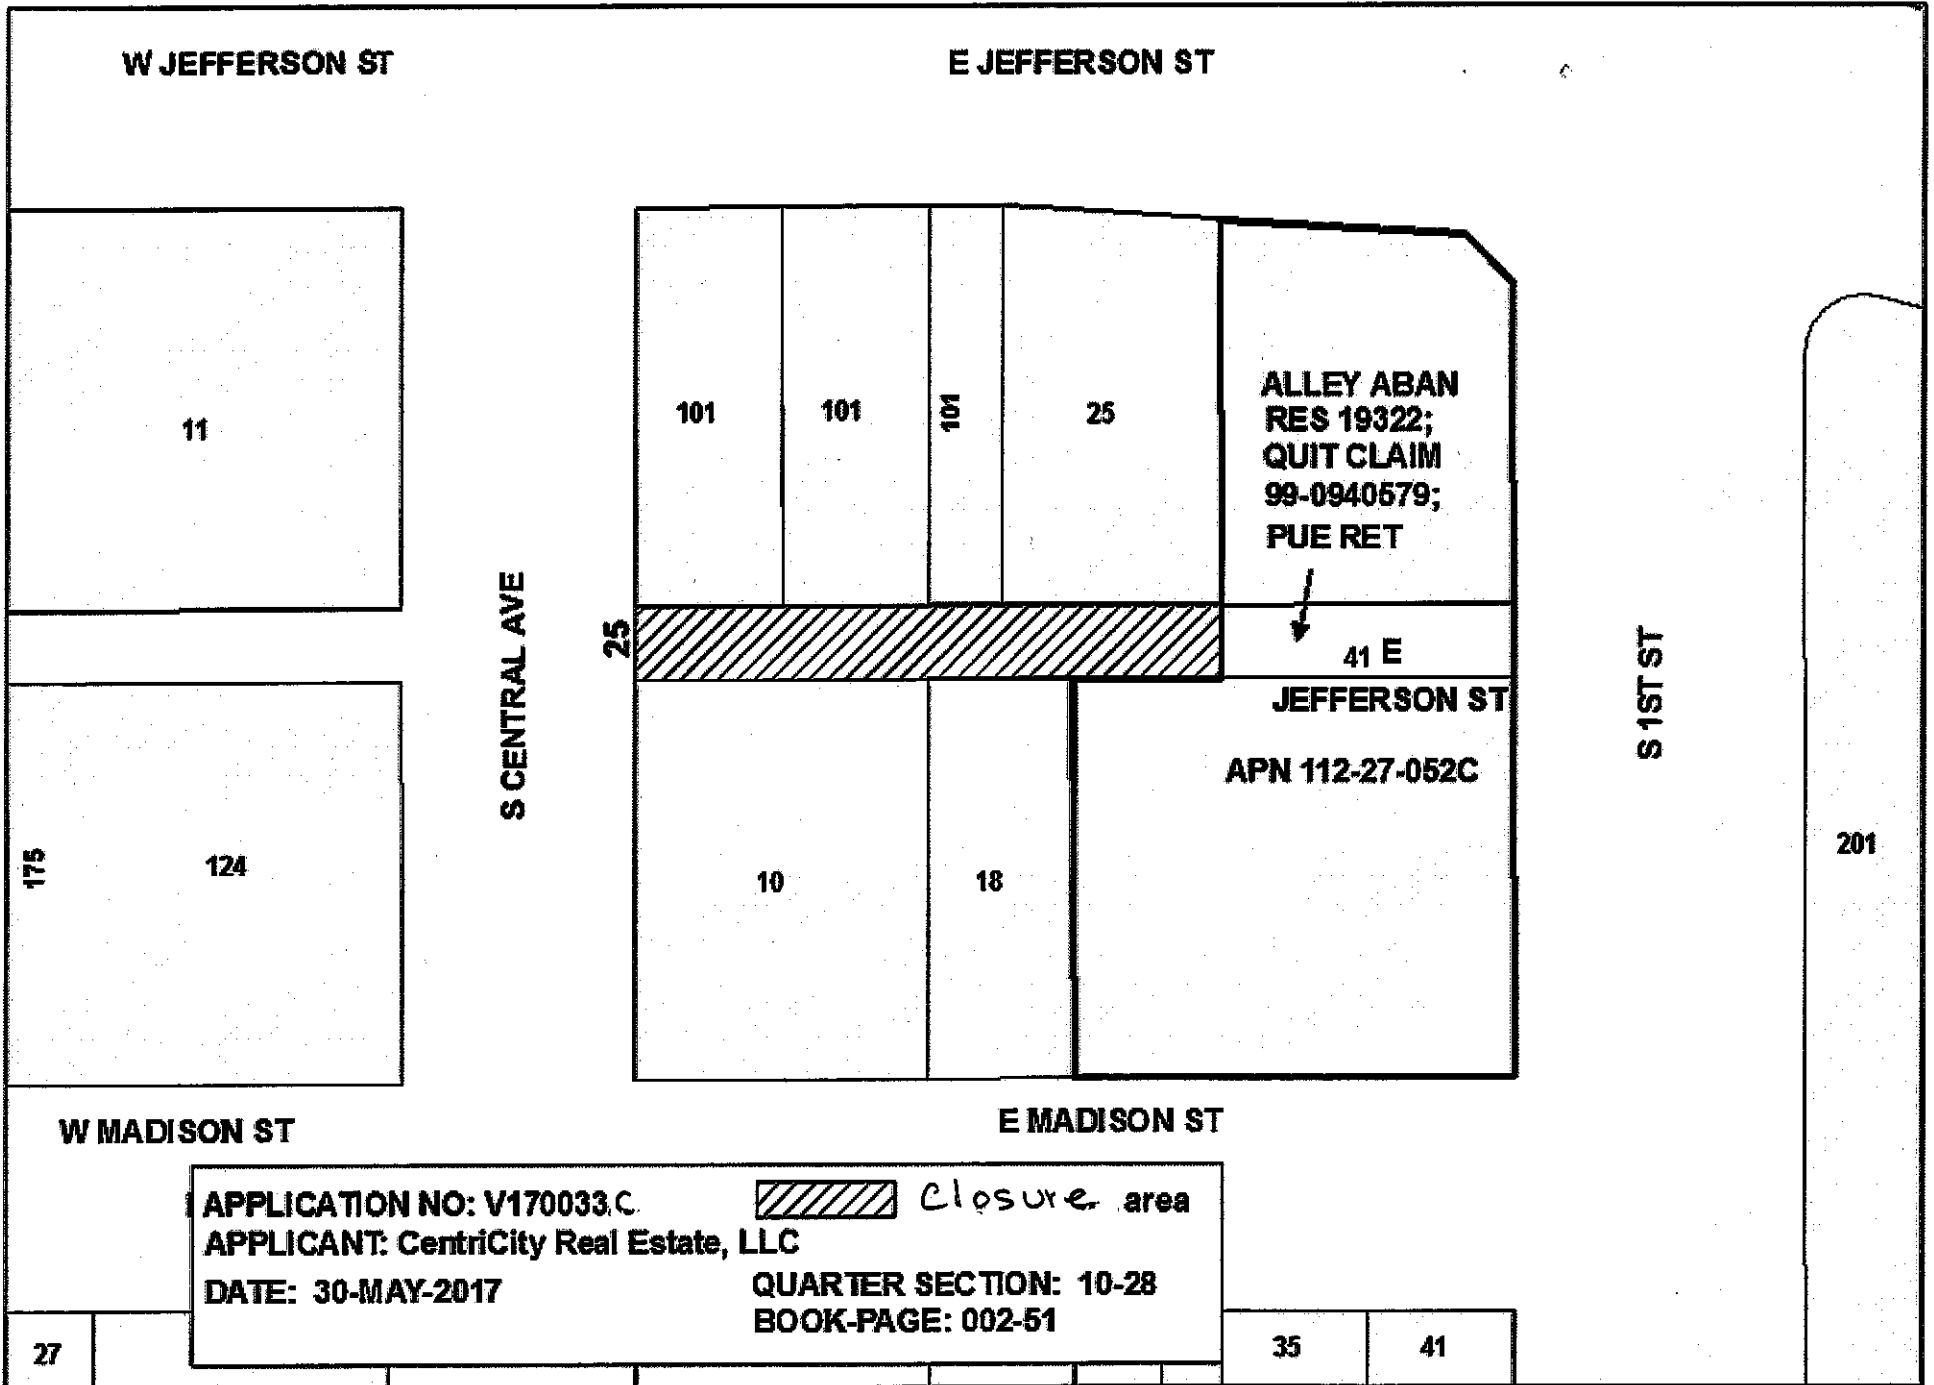 W JEFFERSON ST
E JEFFERSON ST
11
101
101
101
25
ALLEY ABAN
RES 19322;
QUIT CLAIM
99-0940579;
PUE RET
S CENTRAL AVE
25
41 E
JEFFERSON ST
APN 112-27-052C
S 1ST ST
175
124
10
18
201
W MADISON ST
E MADISON ST
APPLICATION NO: V170033.C.
closure area
APPLICANT: CentriCity Real Estate, LLC
DATE: 30-MAY-2017
QUARTER SECTION: 10-28
BOOK-PAGE: 002-51
27
35
41